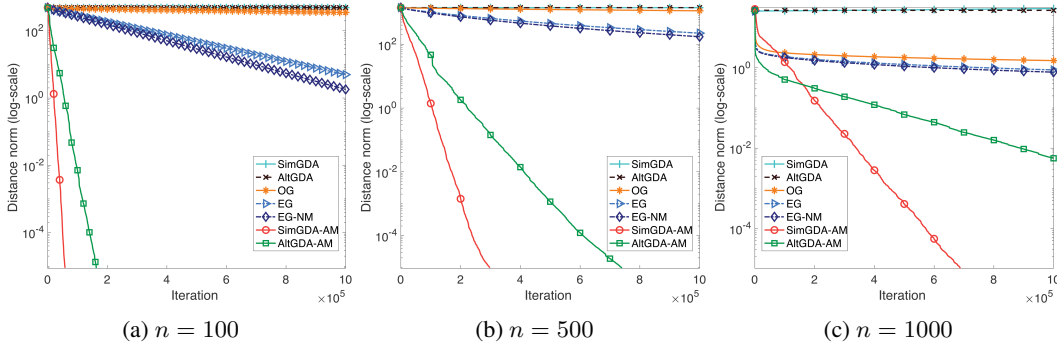 Distance norm (log-scale)
10^2
10^0
10^-2
10^-4
SimGDA
AltGDA
OG
EG
EG-NM
SimGDA-AM
AltGDA-AM
0 2 4 6 8 10
Iteration
×10^5
(a) n = 100
Distance norm (log-scale)
10^2
10^0
10^-2
10^-4
SimGDA
AltGDA
OG
EG
EG-NM
SimGDA-AM
AltGDA-AM
0 2 4 6 8 10
Iteration
×10^5
(b) n = 500
Distance norm (log-scale)
10^2
10^0
10^-2
10^-4
SimGDA
AltGDA
OG
EG
EG-NM
SimGDA-AM
AltGDA-AM
0 2 4 6 8 10
Iteration
×10^5
(c) n = 1000